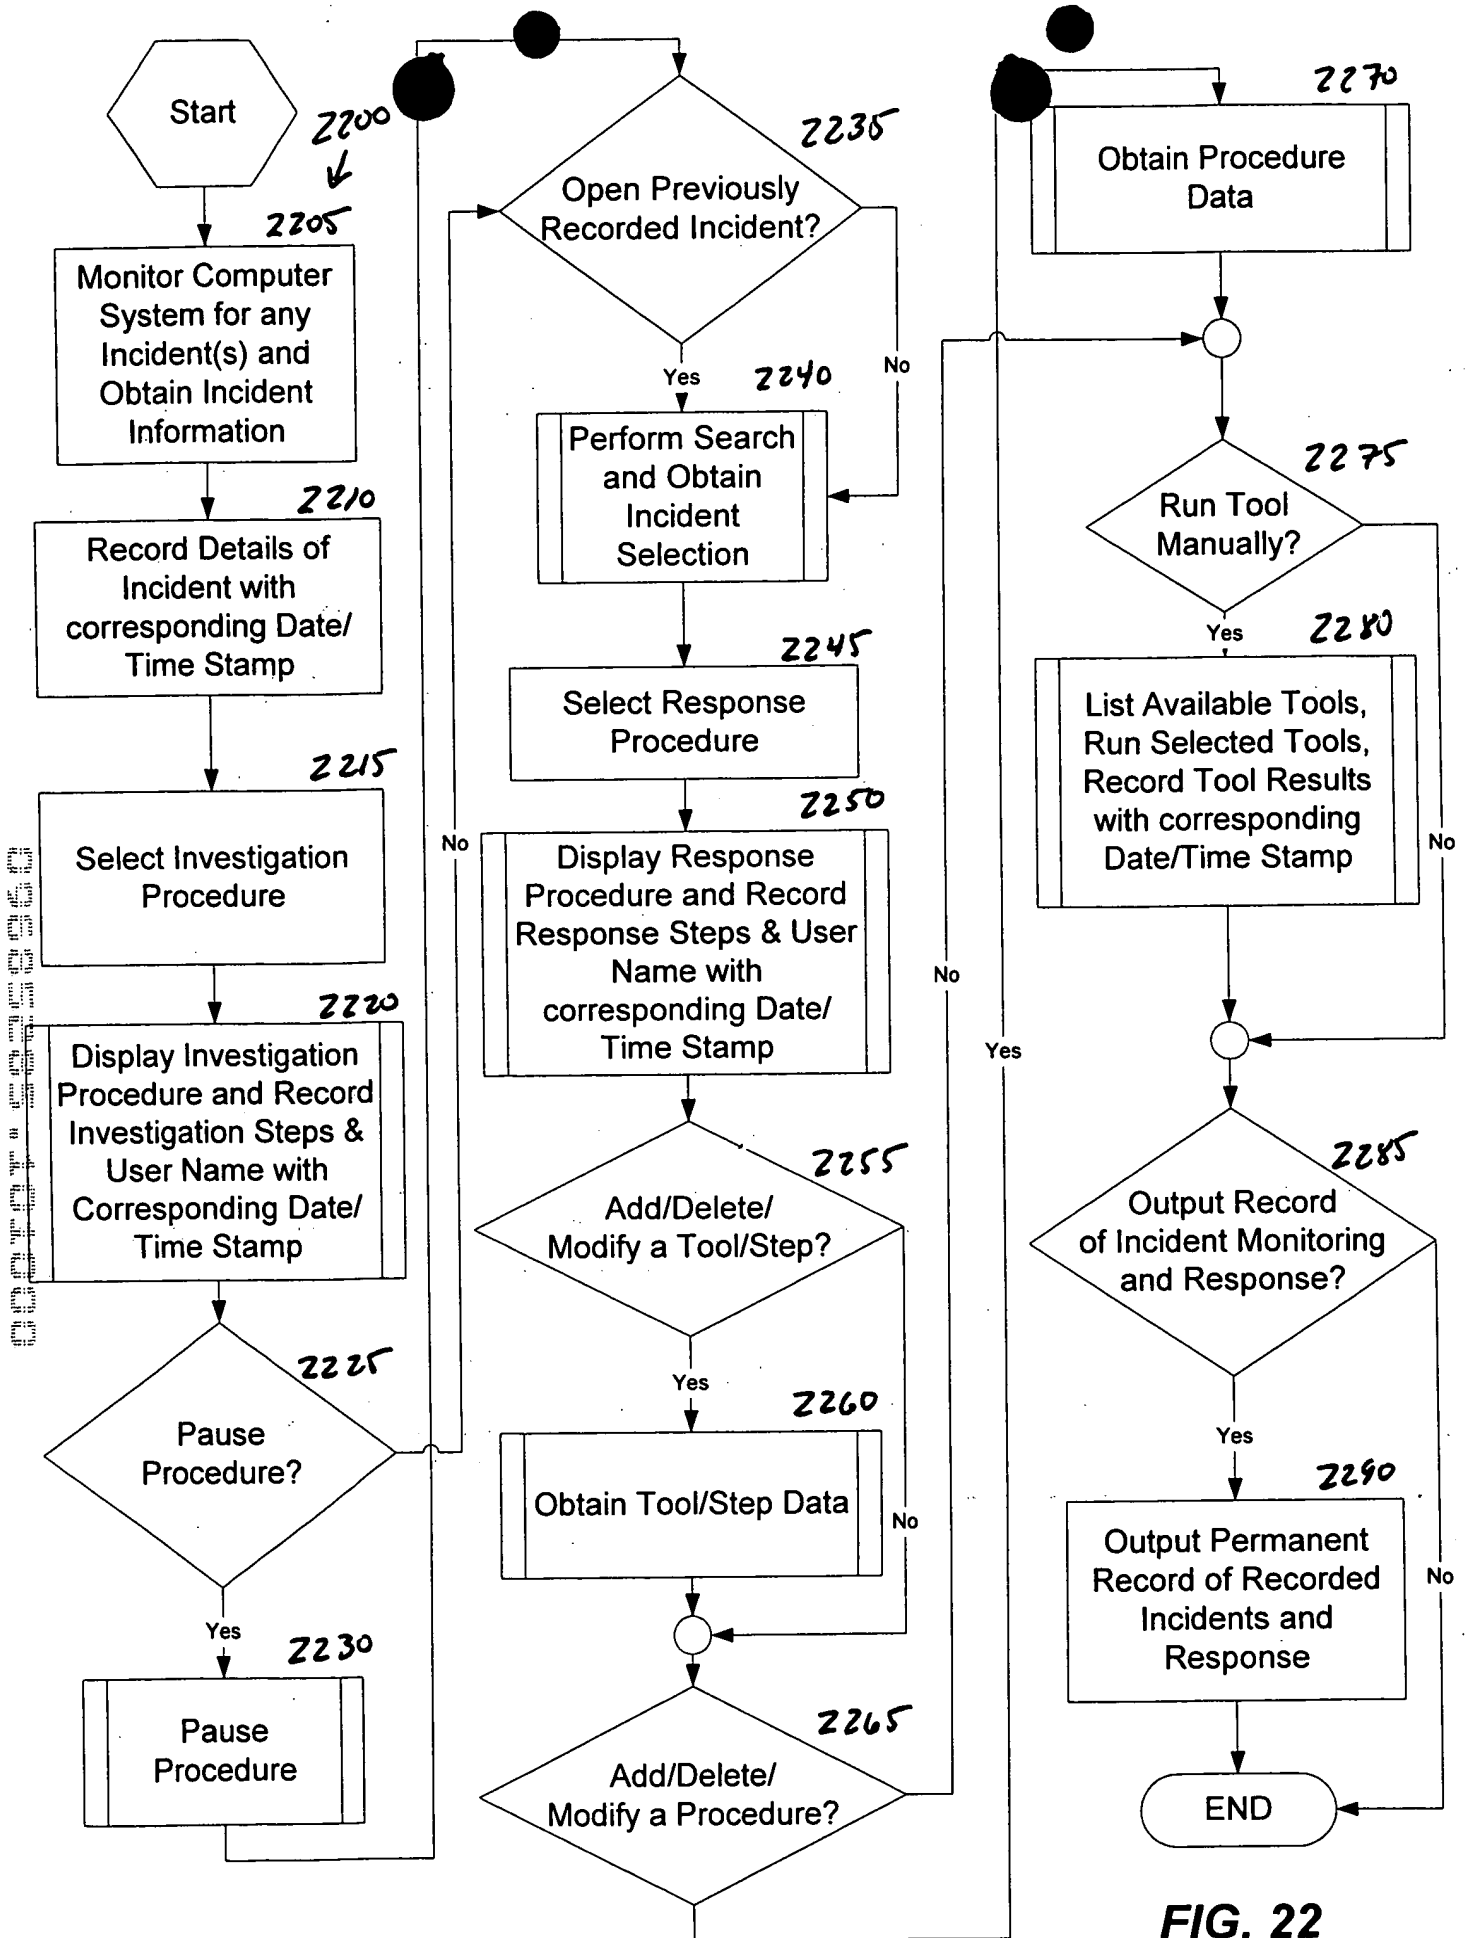 Start
2200
2205
Monitor Computer
System for any
Incident(s) and
Obtain Incident
Information
2210
Record Details of
Incident with
corresponding Date/
Time Stamp
2215
Select Investigation
Procedure
2220
Display Investigation
Procedure and Record
Investigation Steps &
User Name with
Corresponding Date/
Time Stamp
2225
Pause
Procedure?
No
Yes
2230
Pause
Procedure
2235
Open Previously
Recorded Incident?
No
Yes
2240
Perform Search
and Obtain
Incident
Selection
2245
Select Response
Procedure
2250
Display Response
Procedure and Record
Response Steps & User
Name with
corresponding Date/
Time Stamp
2255
Add/Delete/
Modify a Tool/Step?
Yes
No
2260
Obtain Tool/Step Data
2265
Add/Delete/
Modify a Procedure?
No
Yes
2270
Obtain Procedure
Data
2275
Run Tool
Manually?
Yes
No
2280
List Available Tools,
Run Selected Tools,
Record Tool Results
with corresponding
Date/Time Stamp
2285
Output Record
of Incident Monitoring
and Response?
Yes
No
2290
Output Permanent
Record of Recorded
Incidents and
Response
END
FIG. 22